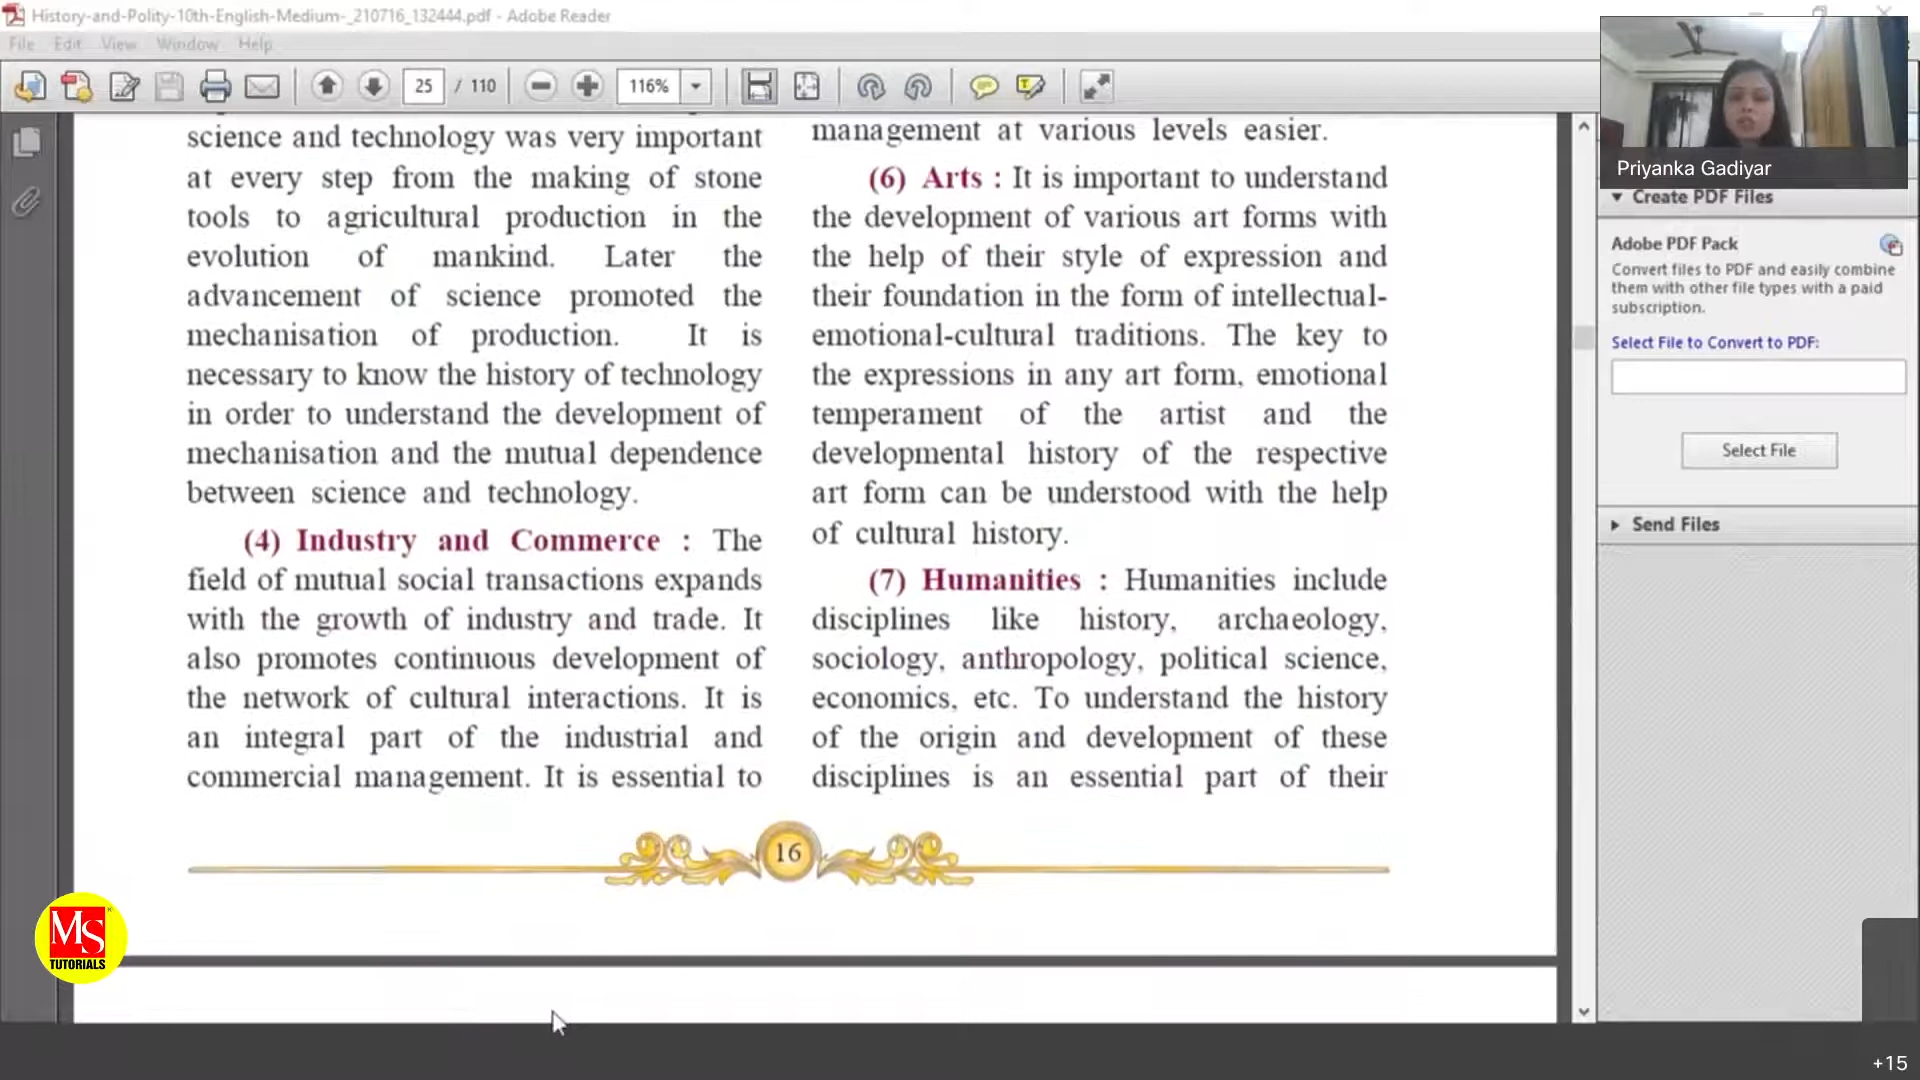 History-and-Polity-10th-English-Medium-_210716_132444.pdf - Adobe Reader
File Edit View Window Help
25 / 110 116%
science and technology was very important
at every step from the making of stone
tools to agricultural production in the
evolution of mankind. Later the
advancement of science promoted the
mechanisation of production. It is
necessary to know the history of technology
in order to understand the development of
mechanisation and the mutual dependence
between science and technology.
(4) Industry and Commerce : The
field of mutual social transactions expands
with the growth of industry and trade. It
also promotes continuous development of
the network of cultural interactions. It is
an integral part of the industrial and
commercial management. It is essential to
management at various levels easier.
(6) Arts : It is important to understand
the development of various art forms with
the help of their style of expression and
their foundation in the form of intellectual-
emotional-cultural traditions. The key to
the expressions in any art form, emotional
temperament of the artist and the
developmental history of the respective
art form can be understood with the help
of cultural history.
(7) Humanities : Humanities include
disciplines like history, archaeology,
sociology, anthropology, political science,
economics, etc. To understand the history
of the origin and development of these
disciplines is an essential part of their
16
MS
TUTORIALS
Priyanka Gadiyar
Create PDF Files
Adobe PDF Pack
Convert files to PDF and easily combine
them with other file types with a paid
subscription.
Select File to Convert to PDF:
Select File
Send Files
+15